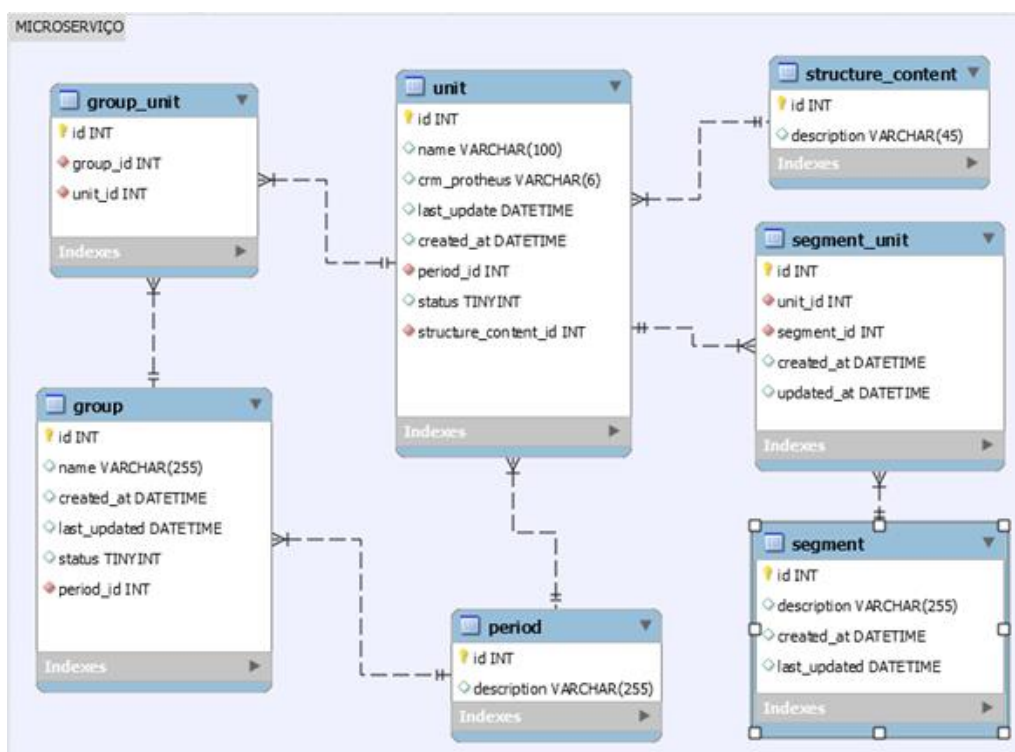 MICROSERVIÇO
group_unit
id INT
group_id INT
unit_id INT
Indexes
unit
id INT
name VARCHAR(100)
crm_protheus VARCHAR(6)
last_update DATETIME
created_at DATETIME
period_id INT
status TINYINT
structure_content_id INT
Indexes
structure_content
id INT
description VARCHAR(45)
Indexes
segment_unit
id INT
unit_id INT
segment_id INT
created_at DATETIME
updated_at DATETIME
Indexes
group
id INT
name VARCHAR(255)
created_at DATETIME
last_updated DATETIME
status TINYINT
period_id INT
Indexes
period
id INT
description VARCHAR(255)
Indexes
segment
id INT
description VARCHAR(255)
created_at DATETIME
last_updated DATETIME
Indexes